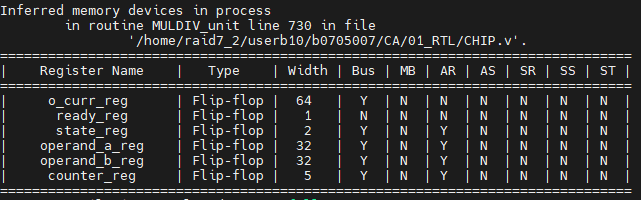 Inferred memory devices in process
        in routine MULDIV_unit line 730 in file
                '/home/raid7_2/userb10/b0705007/CA/01_RTL/CHIP.v'.
===============================================================================
|    Register Name    |   Type    | Width | Bus | MB | AR | AS | SR | SS | ST |
===============================================================================
|     o_curr_reg      | Flip-flop |  64   |  Y  | N  | N  | N  | N  | N  | N  |
|      ready_reg      | Flip-flop |   1   |  N  | N  | N  | N  | N  | N  | N  |
|      state_reg      | Flip-flop |   2   |  Y  | N  | Y  | N  | N  | N  | N  |
|    operand_a_reg    | Flip-flop |  32   |  Y  | N  | Y  | N  | N  | N  | N  |
|    operand_b_reg    | Flip-flop |  32   |  Y  | N  | Y  | N  | N  | N  | N  |
|     counter_reg     | Flip-flop |   5   |  Y  | N  | Y  | N  | N  | N  | N  |
===============================================================================